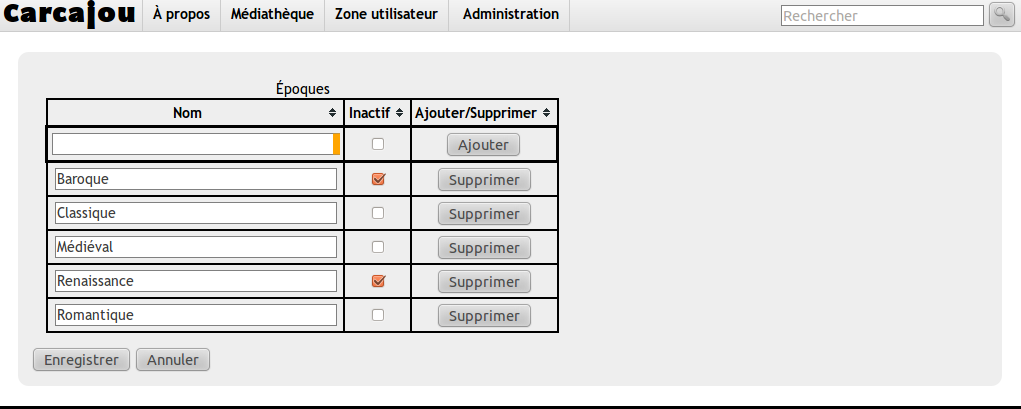 Carcajou À propos Médiathèque Zone utilisateur Administration Rechercher
Époques
Nom Inactif Ajouter/Supprimer
Ajouter
Baroque Supprimer
Classique Supprimer
Médiéval Supprimer
Renaissance Supprimer
Romantique Supprimer
Enregistrer Annuler